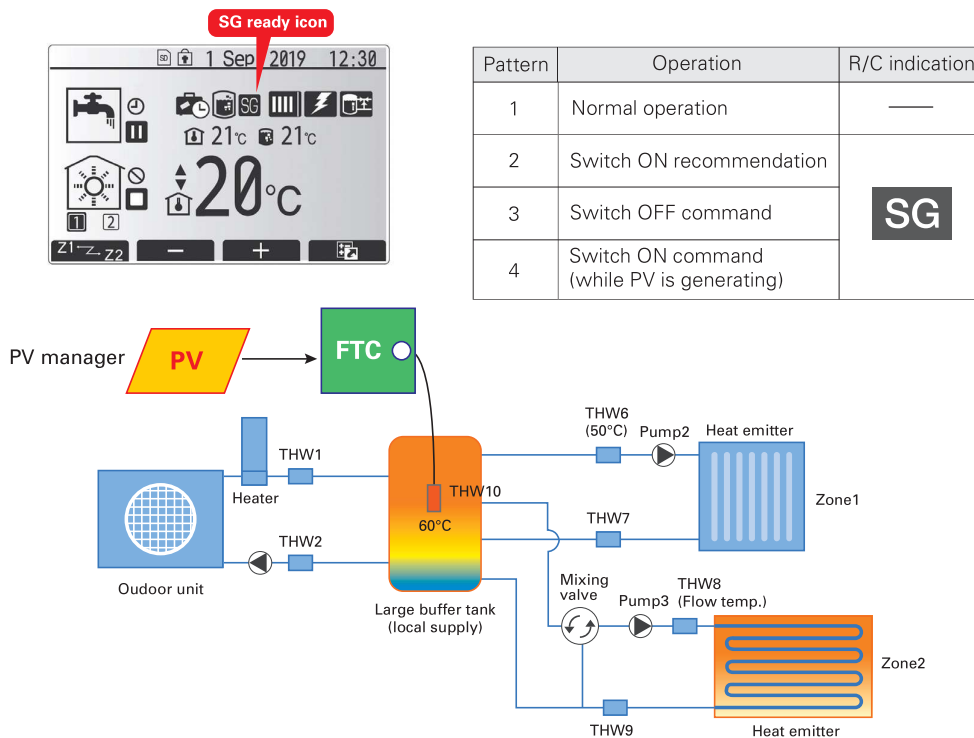 SG ready icon
SD 1 Sep 2019 12:30
SG
21°C 21°C
20°C
1 2
Z1 Z2 − +
Pattern Operation R/C indication
1 Normal operation —
2 Switch ON recommendation
3 Switch OFF command
SG
4 Switch ON command
(while PV is generating)
PV manager PV FTC
THW1
Heater
THW2
Oudoor unit
THW10
60°C
Large buffer tank
(local supply)
THW6
(50°C)
Pump2
Heat emitter
Zone1
THW7
Mixing
valve
Pump3
THW8
(Flow temp.)
Zone2
THW9
Heat emitter